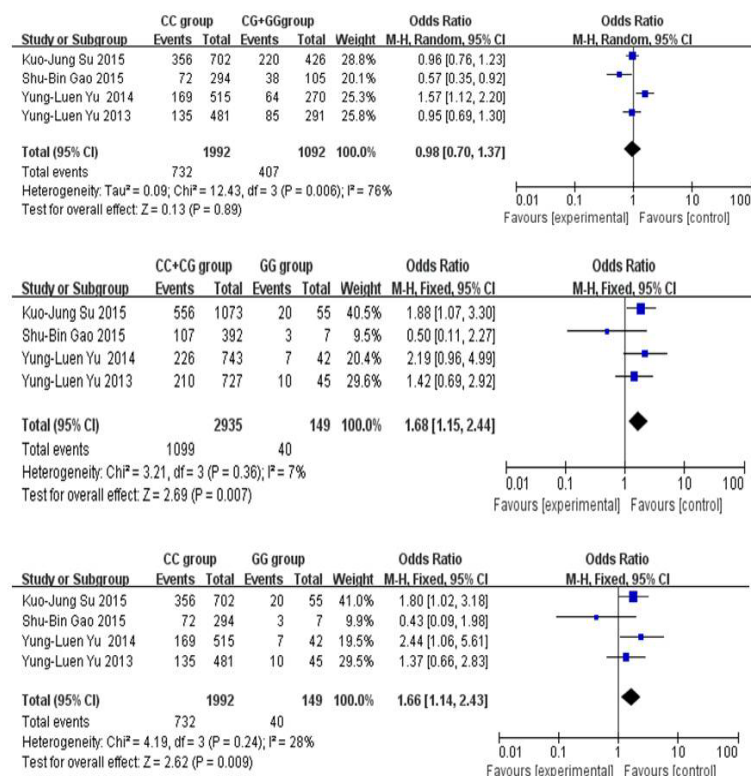 CC group CG+GGgroup Odds Ratio Odds Ratio
Study or Subgroup Events Total Events Total Weight M-H, Random, 95% CI M-H, Random, 95% CI
Kuo-Jung Su 2015 356 702 220 426 28.8% 0.96 [0.76, 1.23]
Shu-Bin Gao 2015 72 294 38 105 20.1% 0.57 [0.35, 0.92]
Yung-Luen Yu 2014 169 515 64 270 25.3% 1.57 [1.12, 2.20]
Yung-Luen Yu 2013 135 481 85 291 25.8% 0.95 [0.69, 1.30]
Total (95% CI) 1992 1092 100.0% 0.98 [0.70, 1.37]
Total events 732 407
Heterogeneity: Tau² = 0.09; Chi² = 12.43, df = 3 (P = 0.006); I² = 76%
Test for overall effect: Z = 0.13 (P = 0.89)
0.01 0.1 1 10 100
Favours [experimental] Favours [control]
CC+CG group GG group Odds Ratio Odds Ratio
Study or Subgroup Events Total Events Total Weight M-H, Fixed, 95% CI M-H, Fixed, 95% CI
Kuo-Jung Su 2015 556 1073 20 55 40.5% 1.88 [1.07, 3.30]
Shu-Bin Gao 2015 107 392 3 7 9.5% 0.50 [0.11, 2.27]
Yung-Luen Yu 2014 226 743 7 42 20.4% 2.19 [0.96, 4.99]
Yung-Luen Yu 2013 210 727 10 45 29.6% 1.42 [0.69, 2.92]
Total (95% CI) 2935 149 100.0% 1.68 [1.15, 2.44]
Total events 1099 40
Heterogeneity: Chi² = 3.21, df = 3 (P = 0.36); I² = 7%
Test for overall effect: Z = 2.69 (P = 0.007)
0.01 0.1 1 10 100
Favours [experimental] Favours [control]
CC group GG group Odds Ratio Odds Ratio
Study or Subgroup Events Total Events Total Weight M-H, Fixed, 95% CI M-H, Fixed, 95% CI
Kuo-Jung Su 2015 356 702 20 55 41.0% 1.80 [1.02, 3.18]
Shu-Bin Gao 2015 72 294 3 7 9.9% 0.43 [0.09, 1.98]
Yung-Luen Yu 2014 169 515 7 42 19.5% 2.44 [1.06, 5.61]
Yung-Luen Yu 2013 135 481 10 45 29.5% 1.37 [0.66, 2.83]
Total (95% CI) 1992 149 100.0% 1.66 [1.14, 2.43]
Total events 732 40
Heterogeneity: Chi² = 4.19, df = 3 (P = 0.24); I² = 28%
Test for overall effect: Z = 2.62 (P = 0.009)
0.01 0.1 1 10 100
Favours [experimental] Favours [control]